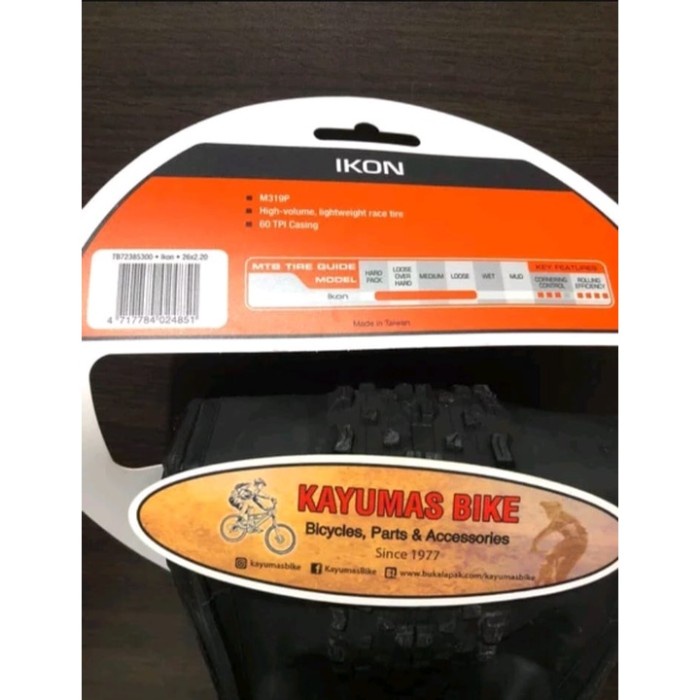 IKON
M319P
High-volume, lightweight race tire
60 TPI Casing
TB72385300 • Ikon • 26x2.20
4 717784 024851
MTB TIRE GUIDE
MODEL
HARD PACK
LOOSE OVER HARD
MEDIUM
LOOSE
WET
MUD
KEY FEATURES
CORNERING CONTROL
ROLLING EFFICIENCY
Ikon
Made in Taiwan
KAYUMAS BIKE
Bicycles, Parts & Accessories
Since 1977
kayumasbike KayumasBike www.bukalapak.com/kayumasbike